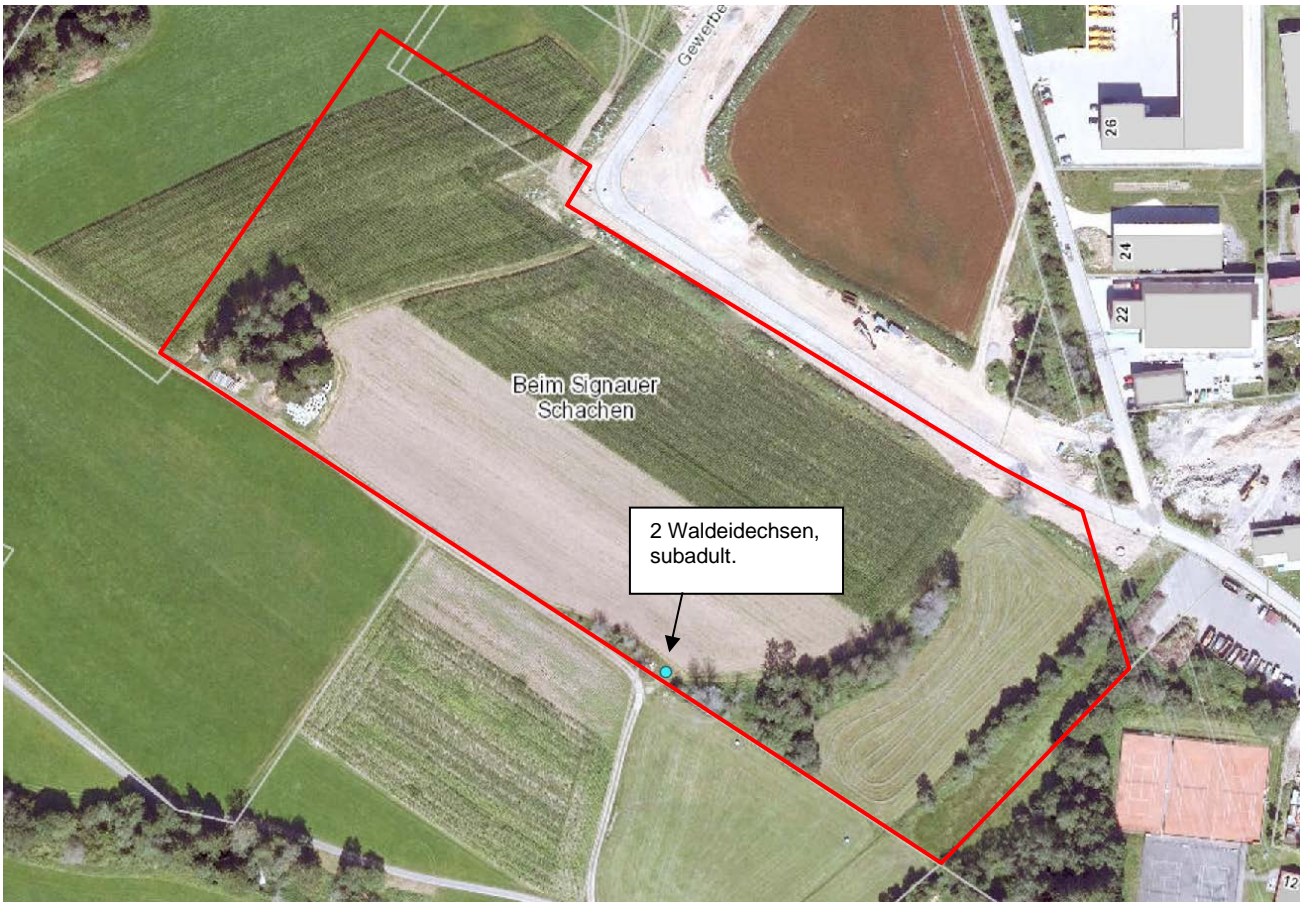 Gewerbe
26
24
22
Beim Signauer
Schachen
2 Waldeidechsen,
subadult.
12